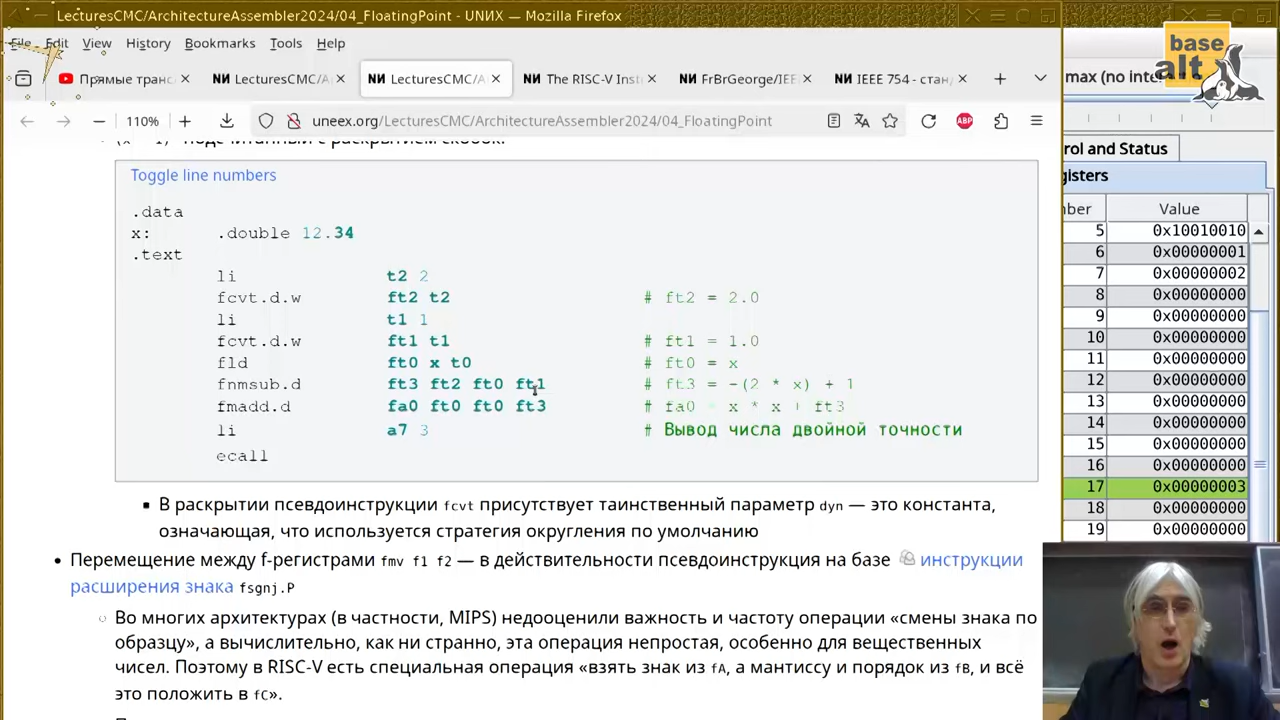 LecturesCMC/ArchitectureAssembler2024/04_FloatingPoint - UNИX — Mozilla Firefox
File Edit View History Bookmarks Tools Help
Прямые транс
LecturesCMC/A
LecturesCMC/
The RISC-V Inst
FrBrGeorge/IEE
IEEE 754 - стан
110%
uneex.org/LecturesCMC/ArchitectureAssembler2024/04_FloatingPoint
подсчитанный с раскрытием скобок:
Toggle line numbers
.data
x: .double 12.34
.text
li t2 2
fcvt.d.w ft2 t2 # ft2 = 2.0
li t1 1
fcvt.d.w ft1 t1 # ft1 = 1.0
fld ft0 x t0 # ft0 = x
fnmsub.d ft3 ft2 ft0 ft1 # ft3 = -(2 * x) + 1
fmadd.d fa0 ft0 ft0 ft3 # fa0 = x * x + ft3
li a7 3 # Вывод числа двойной точности
ecall
В раскрытии псевдоинструкции fcvt присутствует таинственный параметр dyn — это константа,
означающая, что используется стратегия округления по умолчанию
Перемещение между f-регистрами fmv f1 f2 — в действительности псевдоинструкция на базе инструкции
расширения знака fsgnj.P
Во многих архитектурах (в частности, MIPS) недооценили важность и частоту операции «смены знака по
образцу», а вычислительно, как ни странно, эта операция непростая, особенно для вещественных
чисел. Поэтому в RISC-V есть специальная операция «взять знак из fA, а мантиссу и порядок из fB, и всё
это положить в fC».
base
alt
max (no inte
rol and Status
gisters
ber Value
5 0x10010010
6 0x00000001
7 0x00000002
8 0x00000000
9 0x00000000
10 0x00000000
11 0x00000000
12 0x00000000
13 0x00000000
14 0x00000000
15 0x00000000
16 0x00000000
17 0x00000003
18 0x00000000
19 0x00000000